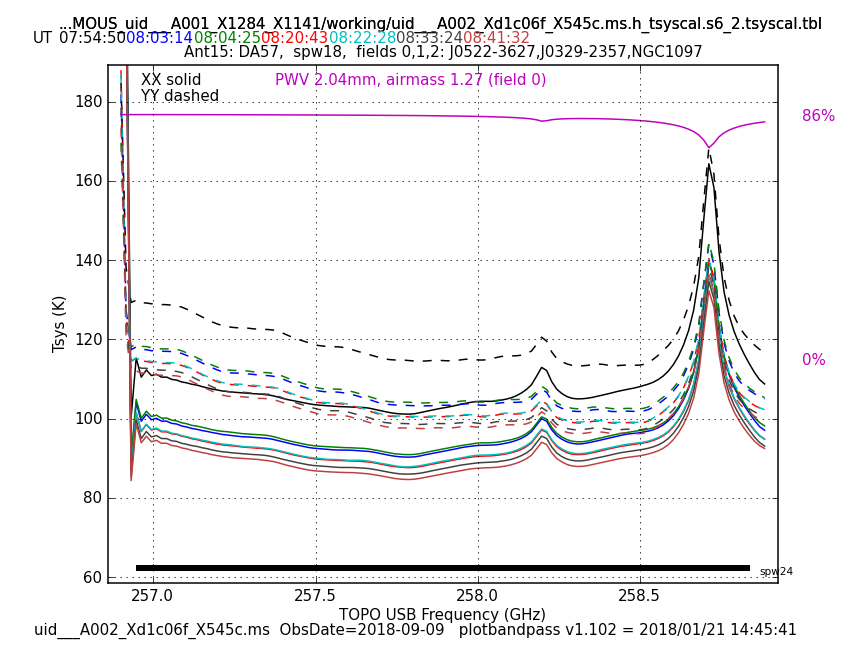 ...MOUS_uid___A001_X1284_X1141/working/uid___A002_Xd1c06f_X545c.ms.h_tsyscal.s6_2.tsyscal.tbl
UT 07:54:50 08:03:14 08:04:25 08:20:43 08:22:28 08:33:24 08:41:32
Ant15: DA57, spw18, fields 0,1,2: J0522-3627,J0329-2357,NGC1097
XX solid
PWV 2.04mm, airmass 1.27 (field 0)
YY dashed
180
160
140
120
100
80
60
Tsys (K)
86%
0%
spw24
257.0 257.5 258.0 258.5
TOPO USB Frequency (GHz)
uid___A002_Xd1c06f_X545c.ms ObsDate=2018-09-09 plotbandpass v1.102 = 2018/01/21 14:45:41